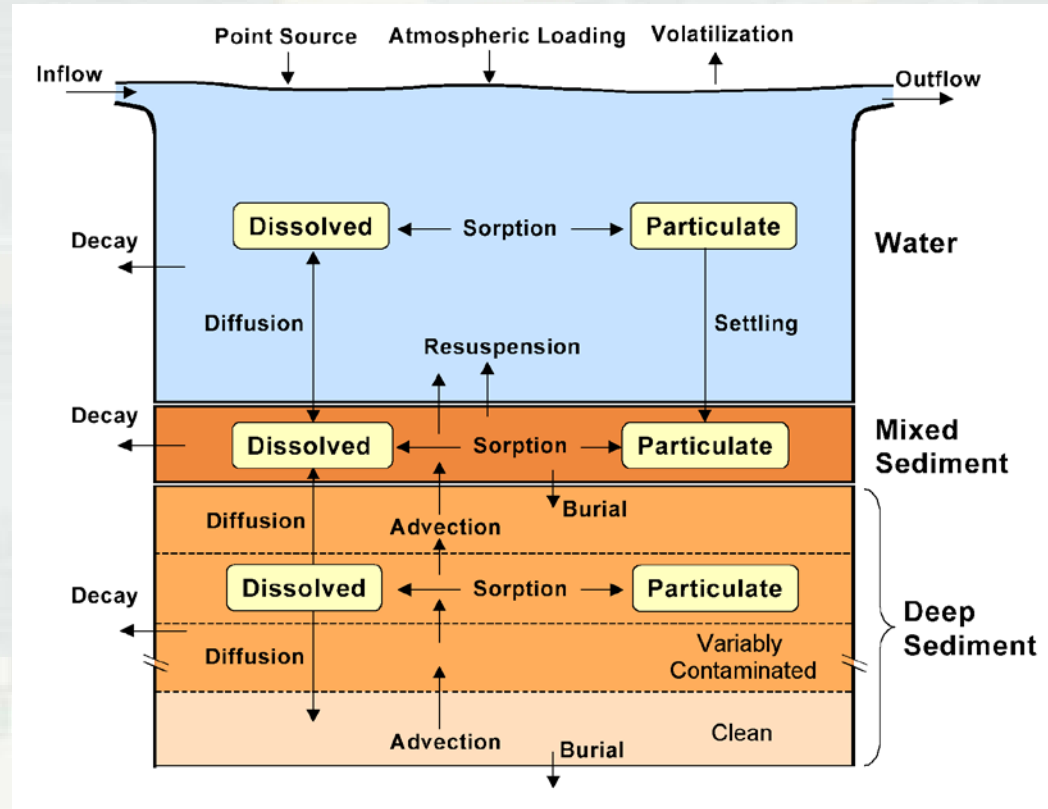 Point Source
Atmospheric Loading
Volatilization
Inflow
Outflow
Dissolved
Sorption
Particulate
Water
Decay
Diffusion
Settling
Resuspension
Decay
Dissolved
Sorption
Particulate
Mixed
Sediment
Burial
Diffusion
Advection
Dissolved
Sorption
Particulate
Decay
Deep
Sediment
Diffusion
Variably
Contaminated
Clean
Advection
Burial